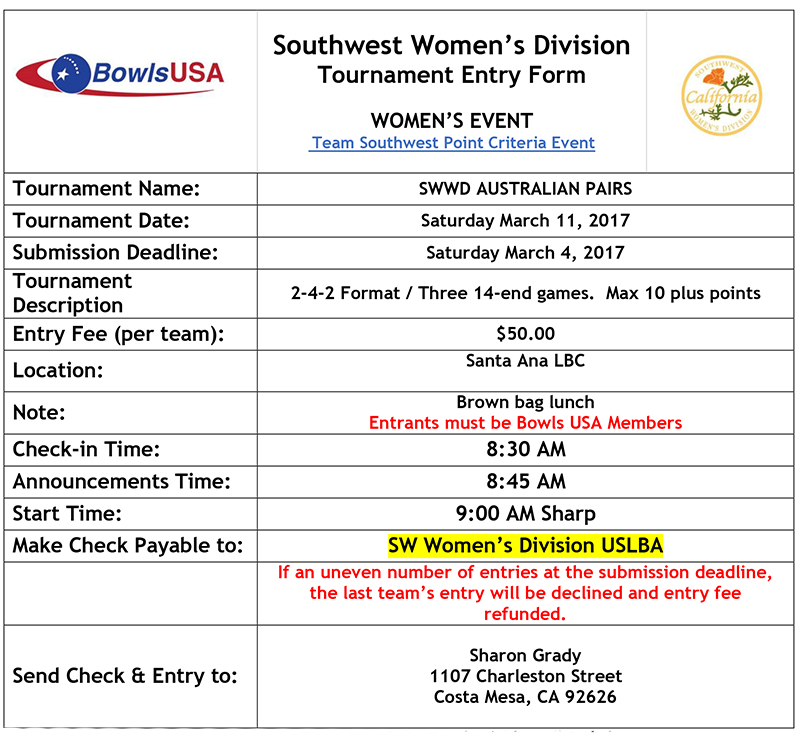 BowlsUSA
Southwest Women's Division
Tournament Entry Form
WOMEN'S EVENT
Team Southwest Point Criteria Event
SOUTHWEST
California
WOMEN'S DIVISION
Tournament Name:
SWWD AUSTRALIAN PAIRS
Tournament Date:
Saturday March 11, 2017
Submission Deadline:
Saturday March 4, 2017
Tournament
Description
2-4-2 Format / Three 14-end games.  Max 10 plus points
Entry Fee (per team):
$50.00
Location:
Santa Ana LBC
Note:
Brown bag lunch
Entrants must be Bowls USA Members
Check-in Time:
8:30 AM
Announcements Time:
8:45 AM
Start Time:
9:00 AM Sharp
Make Check Payable to:
SW Women's Division USLBA
If an uneven number of entries at the submission deadline,
the last team's entry will be declined and entry fee
refunded.
Send Check & Entry to:
Sharon Grady
1107 Charleston Street
Costa Mesa, CA 92626